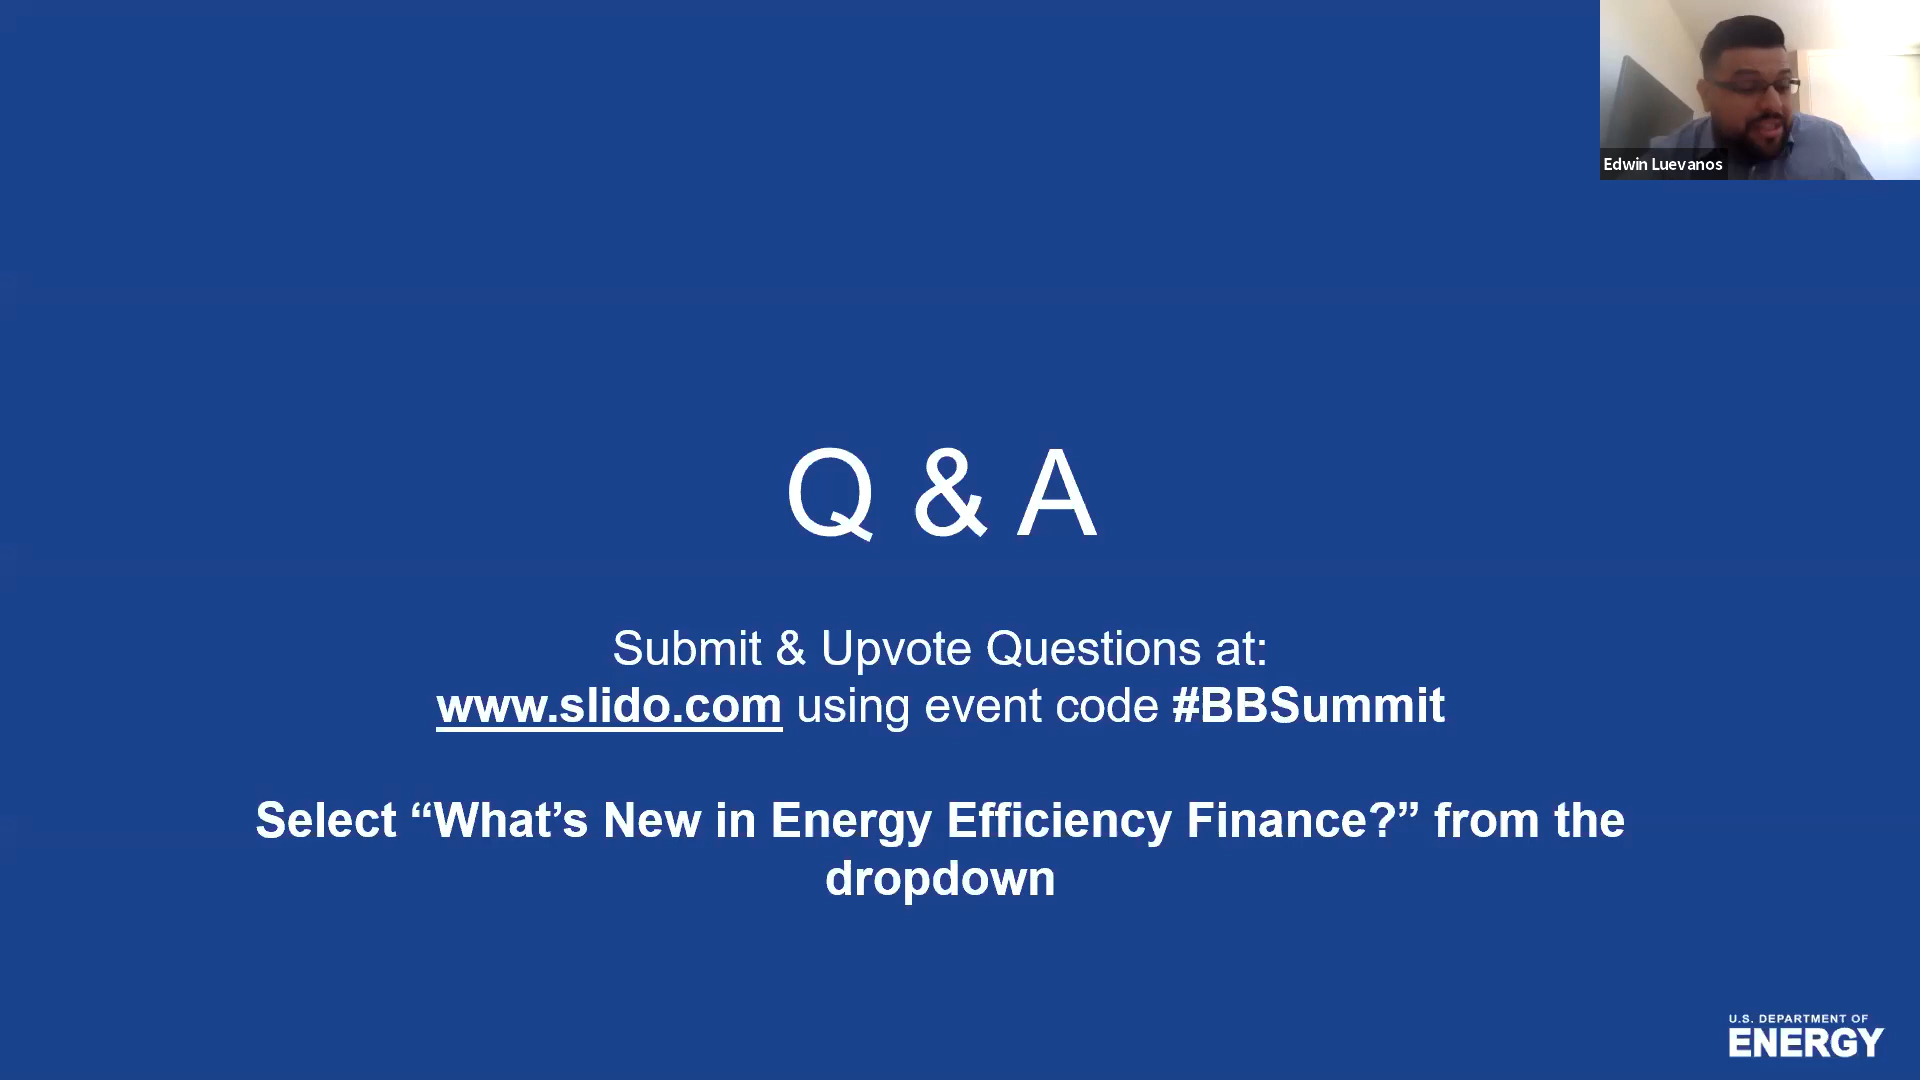 Edwin Luevanos
Q & A
Submit & Upvote Questions at:
www.slido.com using event code #BBSummit
Select “What’s New in Energy Efficiency Finance?” from the
dropdown
U.S. DEPARTMENT OF
ENERGY